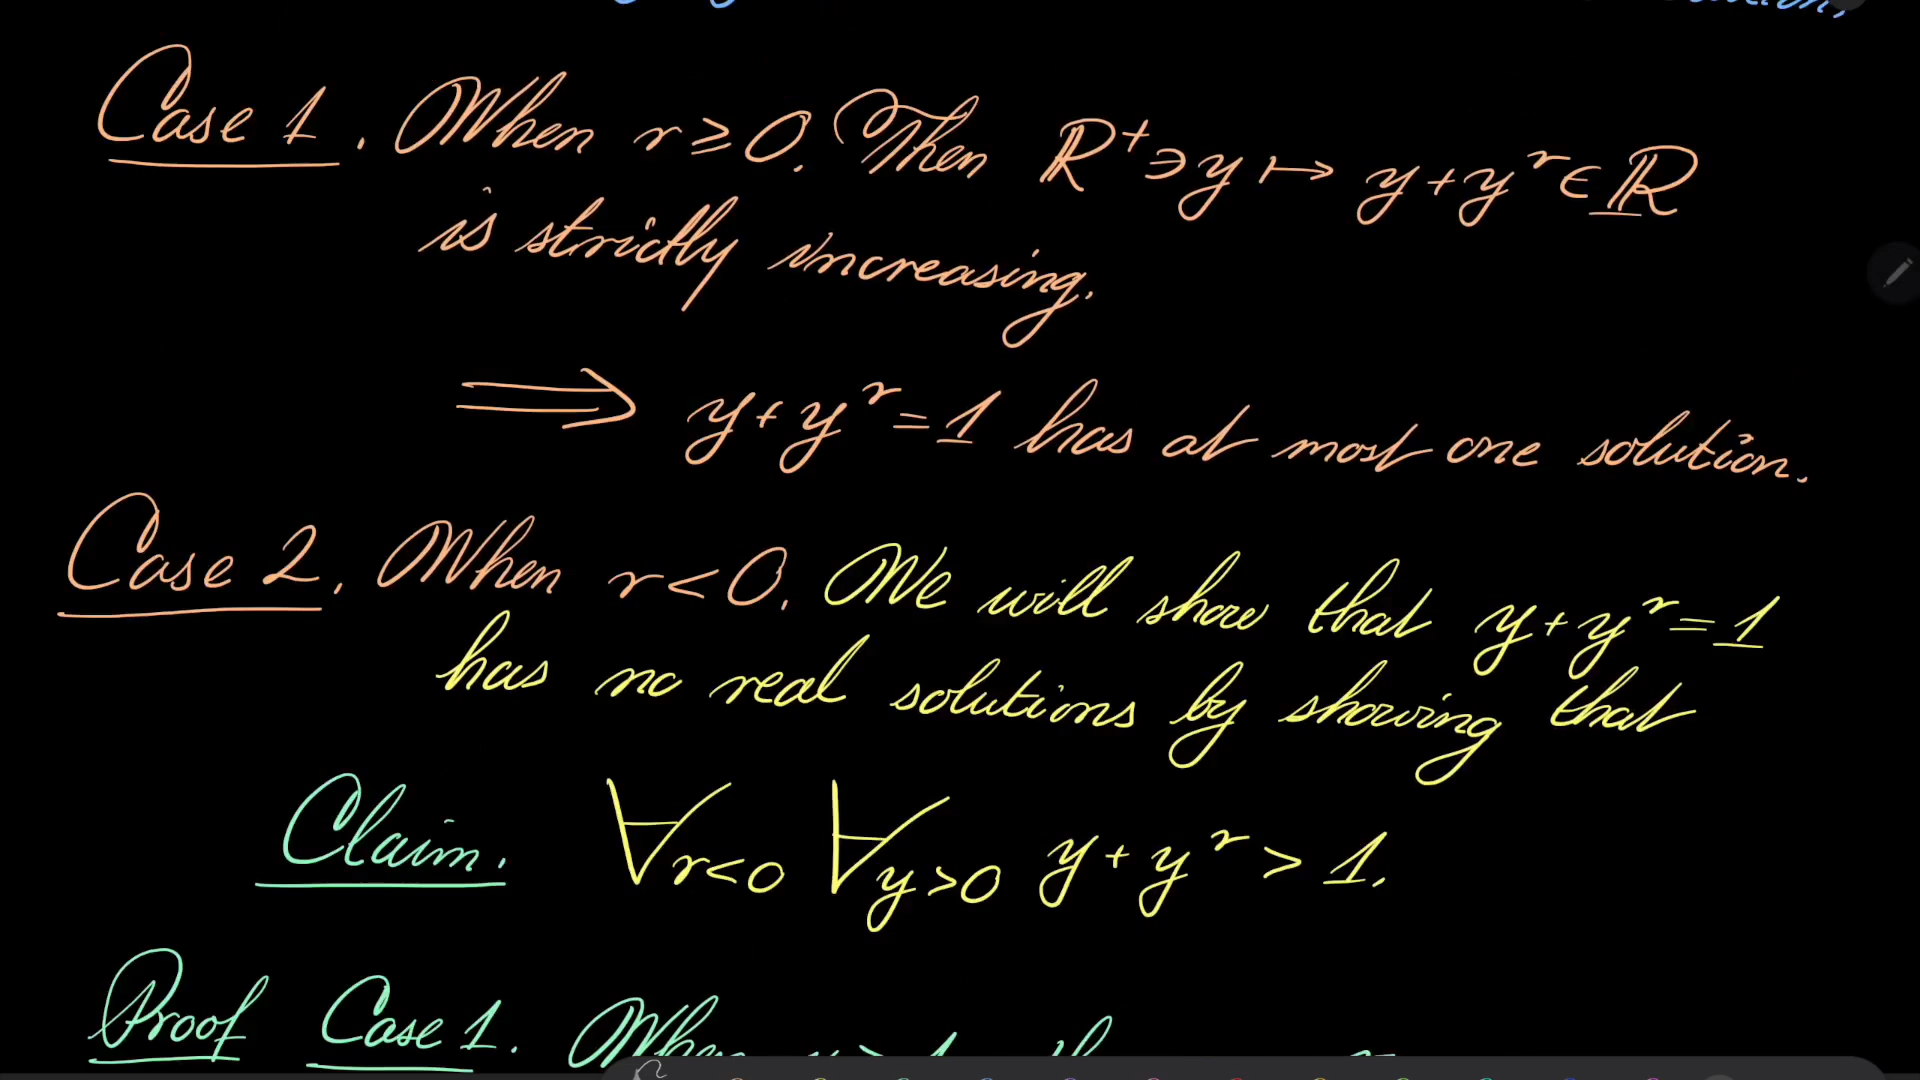 Case 1. When r ≥ 0. Then ℝ⁺ ∋ y ↦ y + yʳ ∈ ℝ
is strictly increasing.
⟹ y + yʳ = 1 has at most one solution.
Case 2. When r < 0. We will show that y + yʳ = 1
has no real solutions by showing that
Claim. ∀r<0 ∀y>0 y + yʳ > 1.
Proof Case 1. When